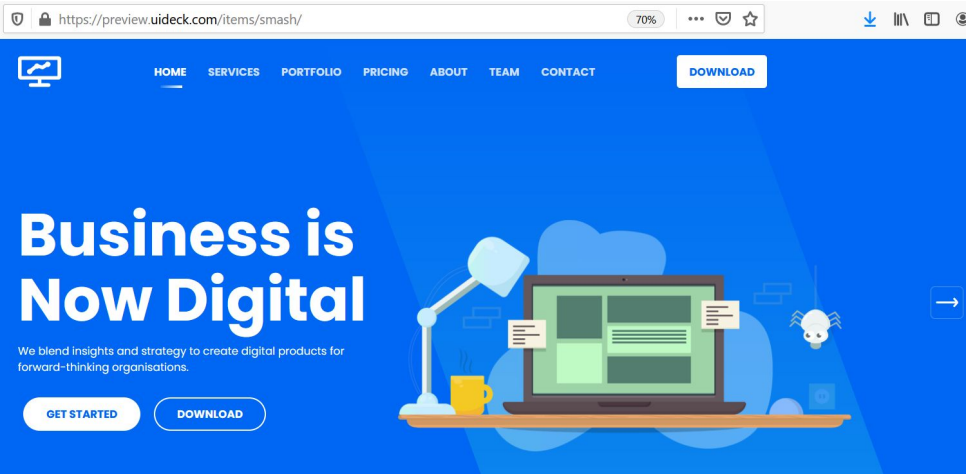 https://preview.uideck.com/items/smash/
70%
HOME SERVICES PORTFOLIO PRICING ABOUT TEAM CONTACT DOWNLOAD
Business is
Now Digital
We blend insights and strategy to create digital products for
forward-thinking organisations.
GET STARTED DOWNLOAD